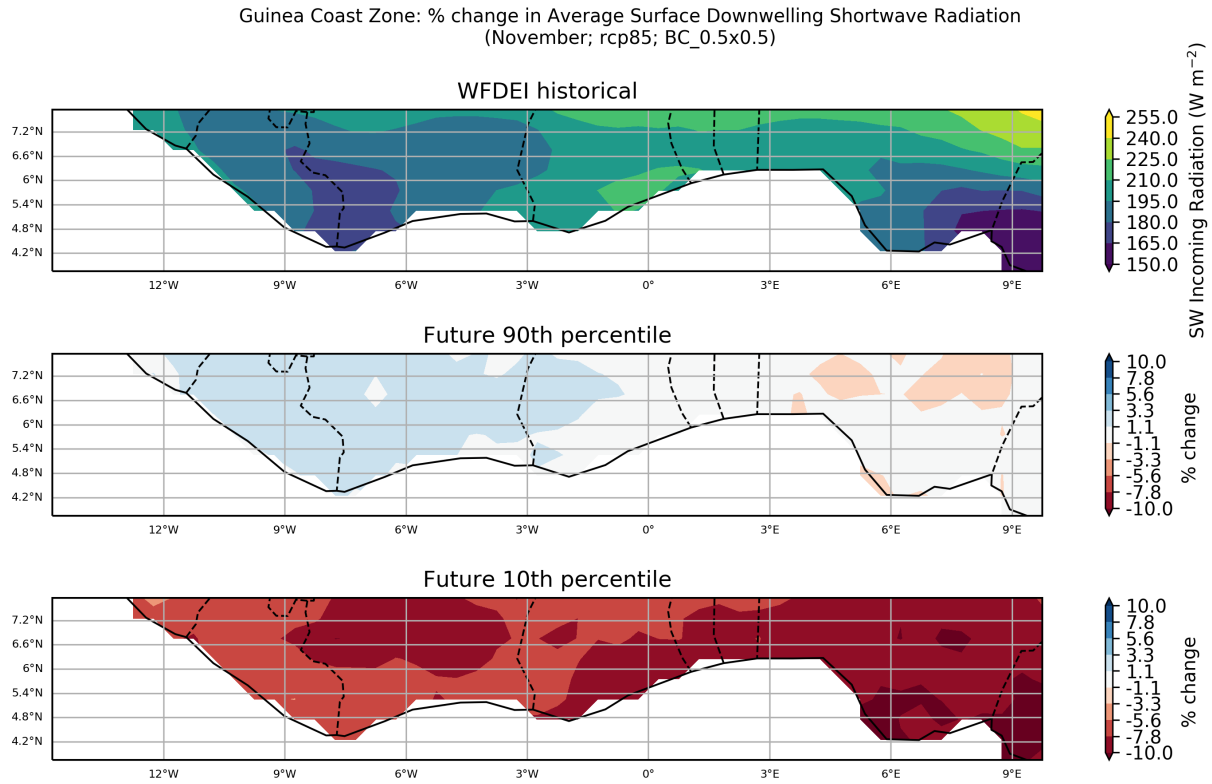 Guinea Coast Zone: % change in Average Surface Downwelling Shortwave Radiation
(November; rcp85; BC_0.5x0.5)
WFDEI historical
7.2°N
6.6°N
6°N
5.4°N
4.8°N
4.2°N
12°W 9°W 6°W 3°W 0° 3°E 6°E 9°E
255.0
240.0
225.0
210.0
195.0
180.0
165.0
150.0
SW Incoming Radiation (W m−2)
Future 90th percentile
7.2°N
6.6°N
6°N
5.4°N
4.8°N
4.2°N
12°W 9°W 6°W 3°W 0° 3°E 6°E 9°E
10.0
7.8
5.6
3.3
1.1
-1.1
-3.3
-5.6
-7.8
-10.0
% change
Future 10th percentile
7.2°N
6.6°N
6°N
5.4°N
4.8°N
4.2°N
12°W 9°W 6°W 3°W 0° 3°E 6°E 9°E
10.0
7.8
5.6
3.3
1.1
-1.1
-3.3
-5.6
-7.8
-10.0
% change